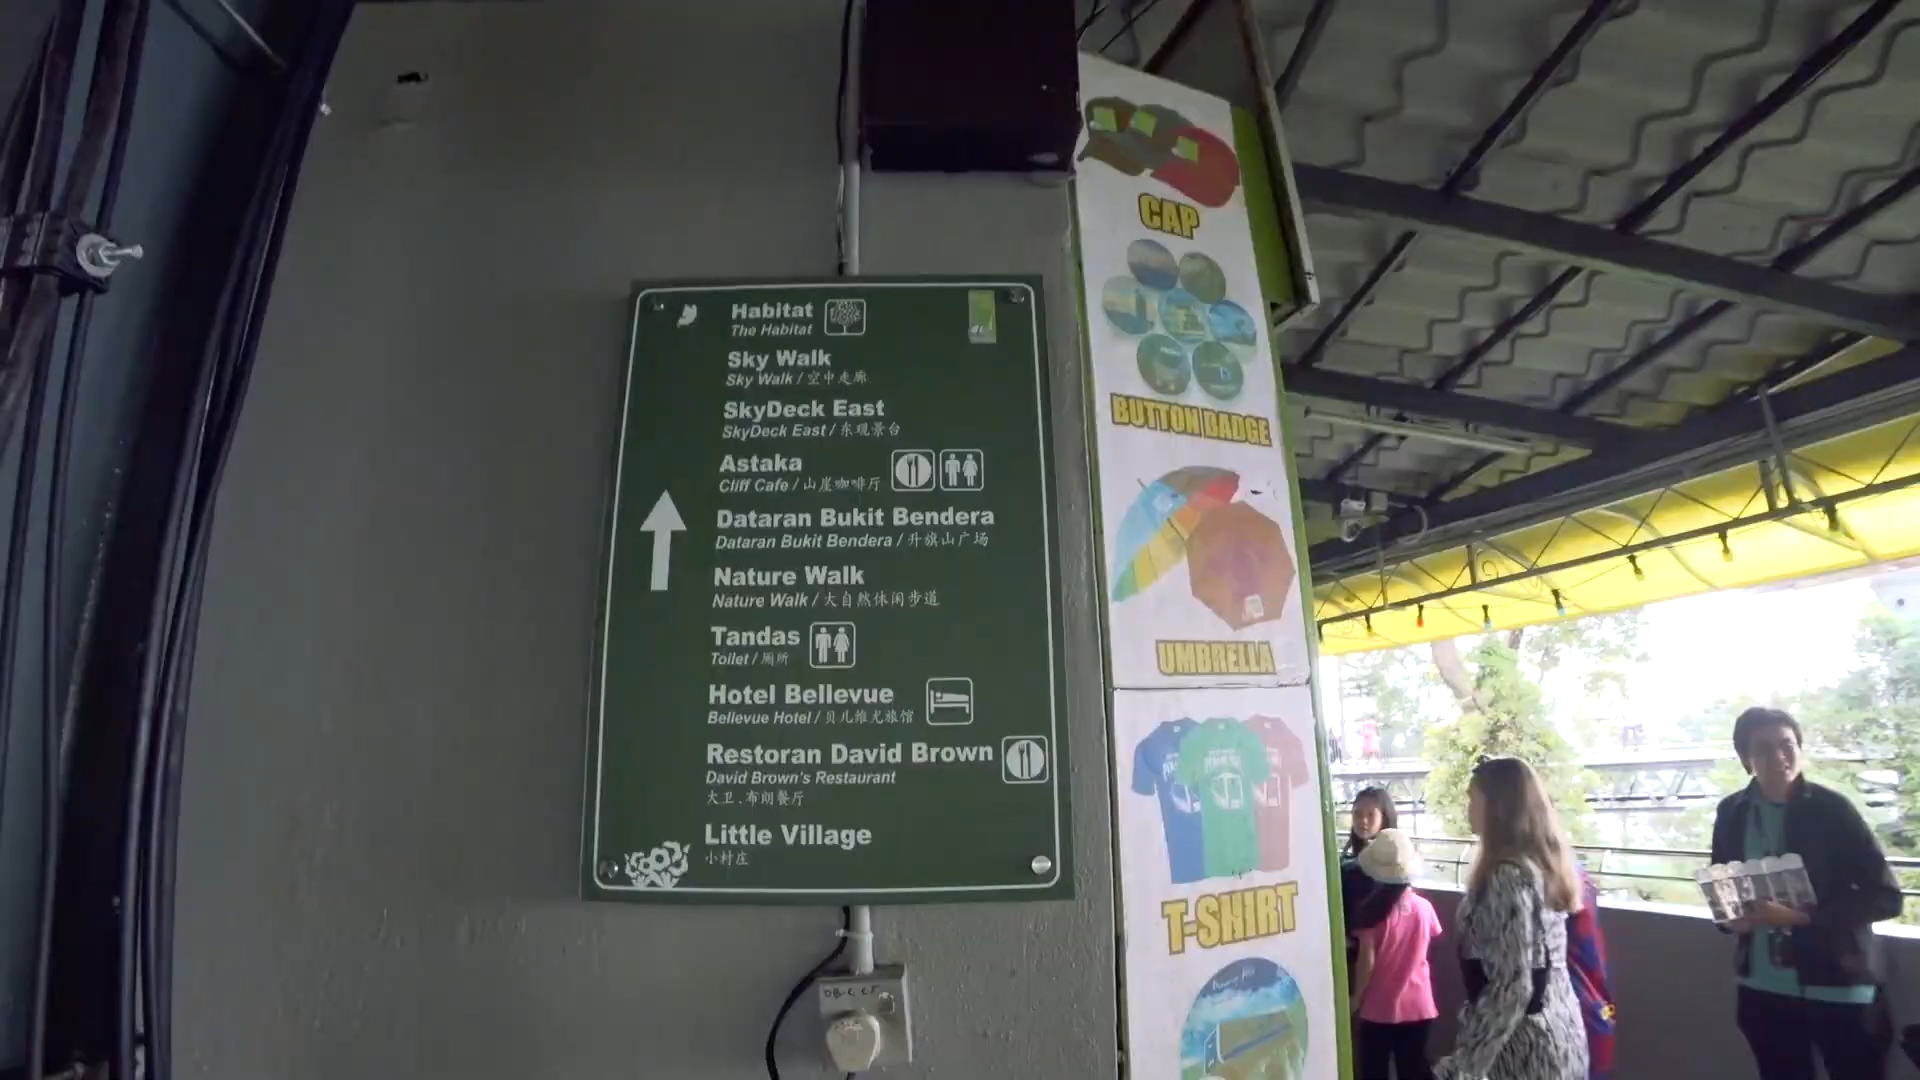 Habitat
The Habitat
Sky Walk
Sky Walk / 空中走廊
SkyDeck East
SkyDeck East / 东观景台
Astaka
Cliff Cafe / 山崖咖啡厅
Dataran Bukit Bendera
Dataran Bukit Bendera / 升旗山广场
Nature Walk
Nature Walk / 大自然休闲步道
Tandas
Toilet / 厕所
Hotel Bellevue
Bellevue Hotel / 贝儿维尤旅馆
Restoran David Brown
David Brown's Restaurant
大卫.布朗餐厅
Little Village
小村庄
CAP
BUTTON BADGE
UMBRELLA
T-SHIRT